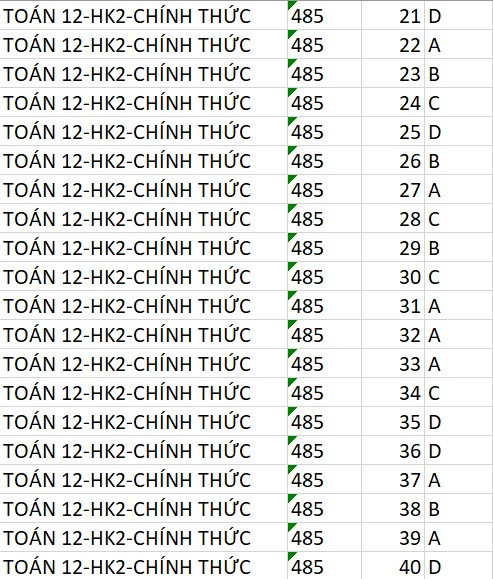 TOÁN 12-HK2-CHÍNH THỨC 485 21 D
TOÁN 12-HK2-CHÍNH THỨC 485 22 A
TOÁN 12-HK2-CHÍNH THỨC 485 23 B
TOÁN 12-HK2-CHÍNH THỨC 485 24 C
TOÁN 12-HK2-CHÍNH THỨC 485 25 D
TOÁN 12-HK2-CHÍNH THỨC 485 26 B
TOÁN 12-HK2-CHÍNH THỨC 485 27 A
TOÁN 12-HK2-CHÍNH THỨC 485 28 C
TOÁN 12-HK2-CHÍNH THỨC 485 29 B
TOÁN 12-HK2-CHÍNH THỨC 485 30 C
TOÁN 12-HK2-CHÍNH THỨC 485 31 A
TOÁN 12-HK2-CHÍNH THỨC 485 32 A
TOÁN 12-HK2-CHÍNH THỨC 485 33 A
TOÁN 12-HK2-CHÍNH THỨC 485 34 C
TOÁN 12-HK2-CHÍNH THỨC 485 35 D
TOÁN 12-HK2-CHÍNH THỨC 485 36 D
TOÁN 12-HK2-CHÍNH THỨC 485 37 A
TOÁN 12-HK2-CHÍNH THỨC 485 38 B
TOÁN 12-HK2-CHÍNH THỨC 485 39 A
TOÁN 12-HK2-CHÍNH THỨC 485 40 D